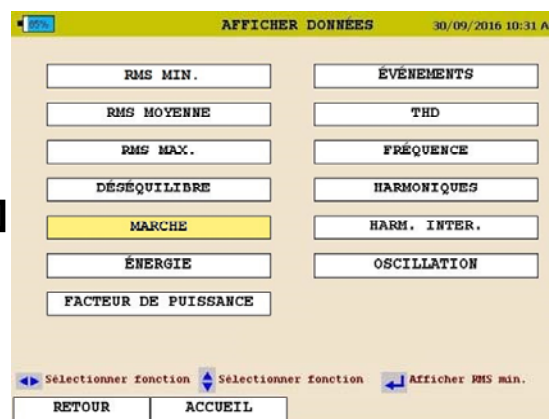 85% AFFICHER DONNÉES 30/09/2016 10:31 A
RMS MIN. ÉVÉNEMENTS
RMS MOYENNE THD
RMS MAX. FRÉQUENCE
DÉSÉQUILIBRE HARMONIQUES
MARCHE HARM. INTER.
ÉNERGIE OSCILLATION
FACTEUR DE PUISSANCE
Sélectionner fonction Sélectionner fonction Afficher RMS min.
RETOUR ACCUEIL